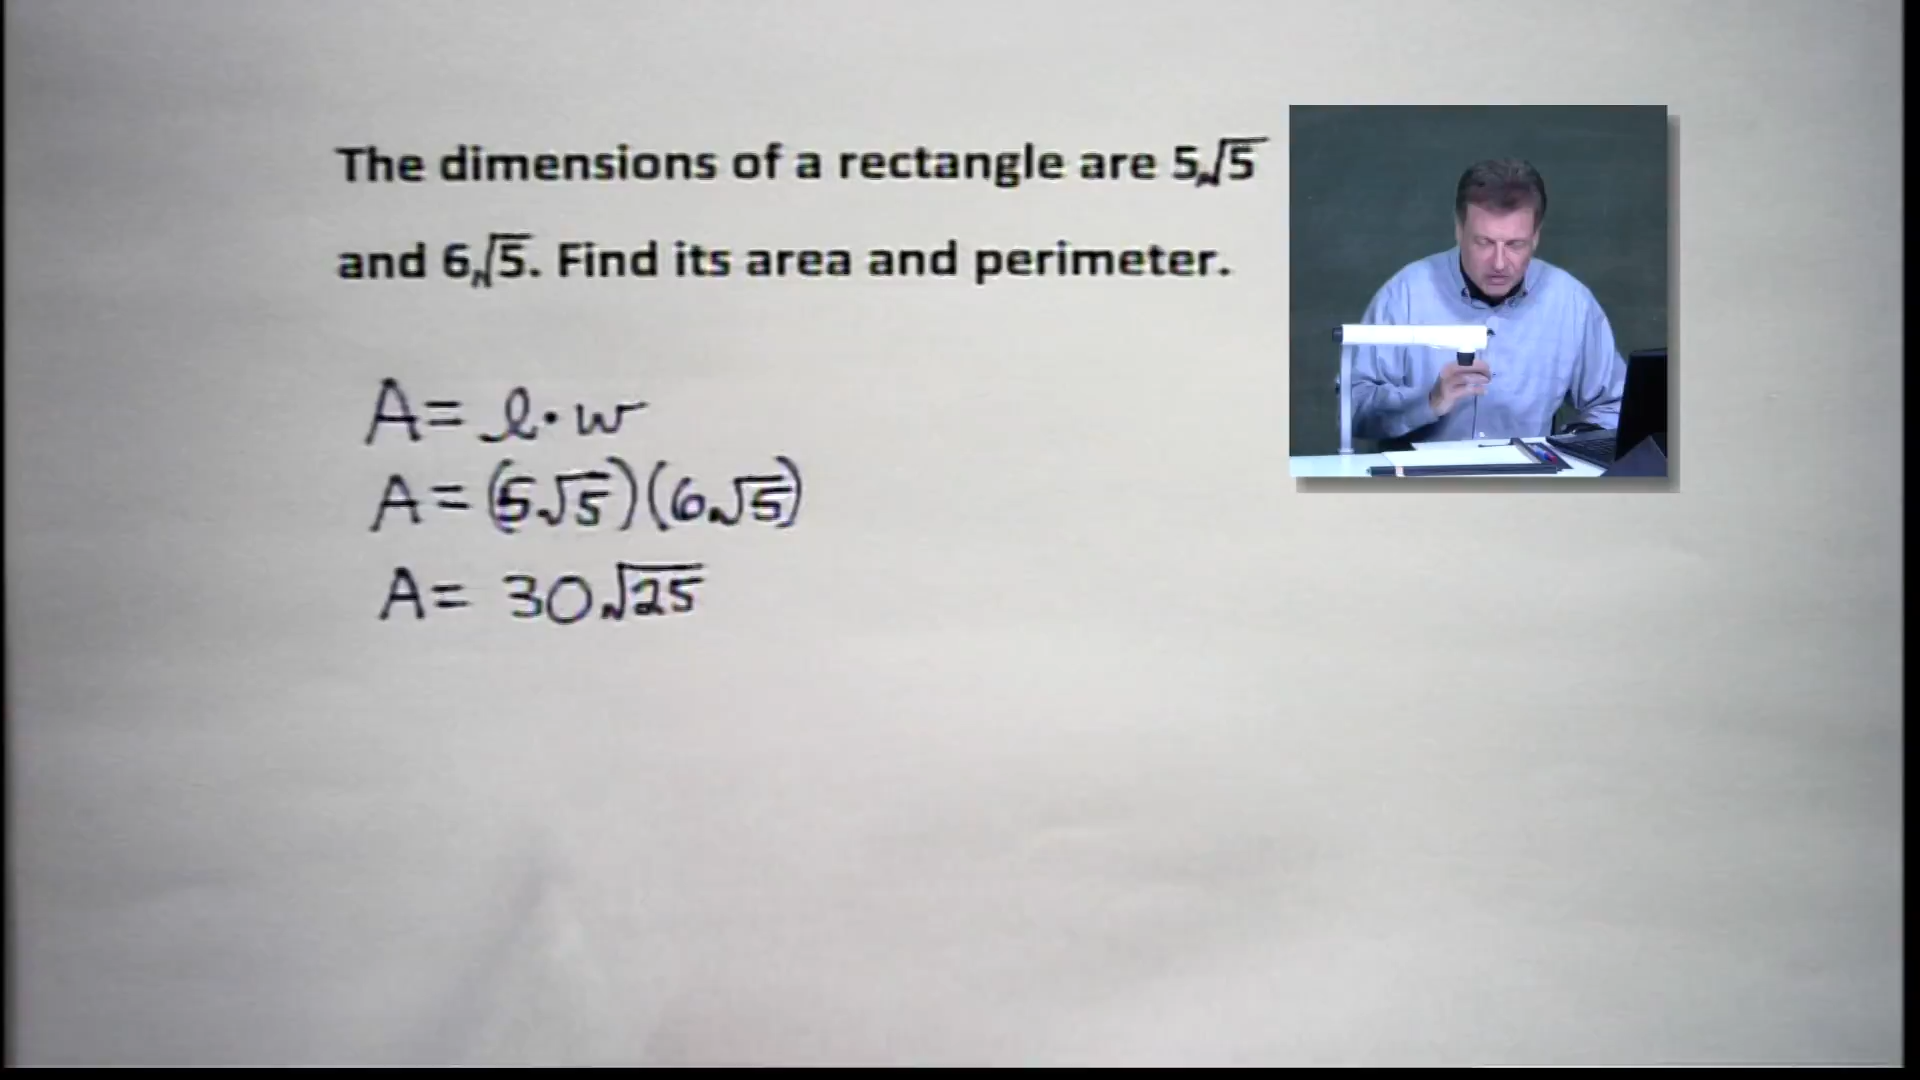 The dimensions of a rectangle are 5√5
and 6√5. Find its area and perimeter.
A= l·w
A= (5√5)(6√5)
A= 30√25